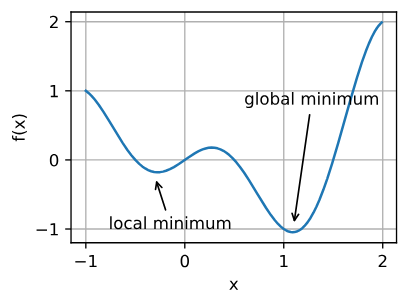 2
global minimum
1
f(x)
0
local minimum
−1
−1 0 1 2
x